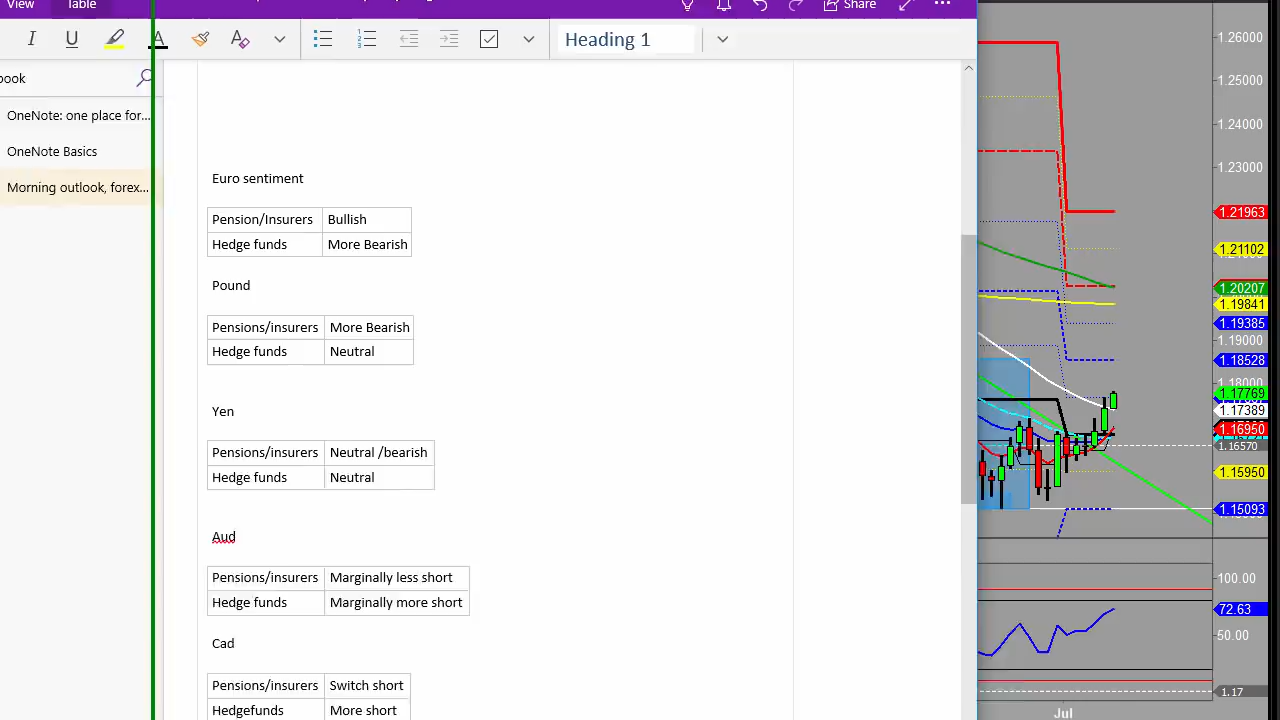 View Table
Share
I U A
Heading 1
book
OneNote: one place for...
OneNote Basics
Morning outlook, forex...
Euro sentiment
Pension/Insurers Bullish
Hedge funds More Bearish
Pound
Pensions/insurers More Bearish
Hedge funds Neutral
Yen
Pensions/insurers Neutral /bearish
Hedge funds Neutral
Aud
Pensions/insurers Marginally less short
Hedge funds Marginally more short
Cad
Pensions/insurers Switch short
Hedgefunds More short
1.26000
1.25000
1.24000
1.23000
1.21963
1.21102
1.20207
1.19841
1.19385
1.19000
1.18528
1.18000
1.17769
1.17389
1.16950
1.16570
1.15950
1.15093
100.00
72.63
50.00
1.17
Jul